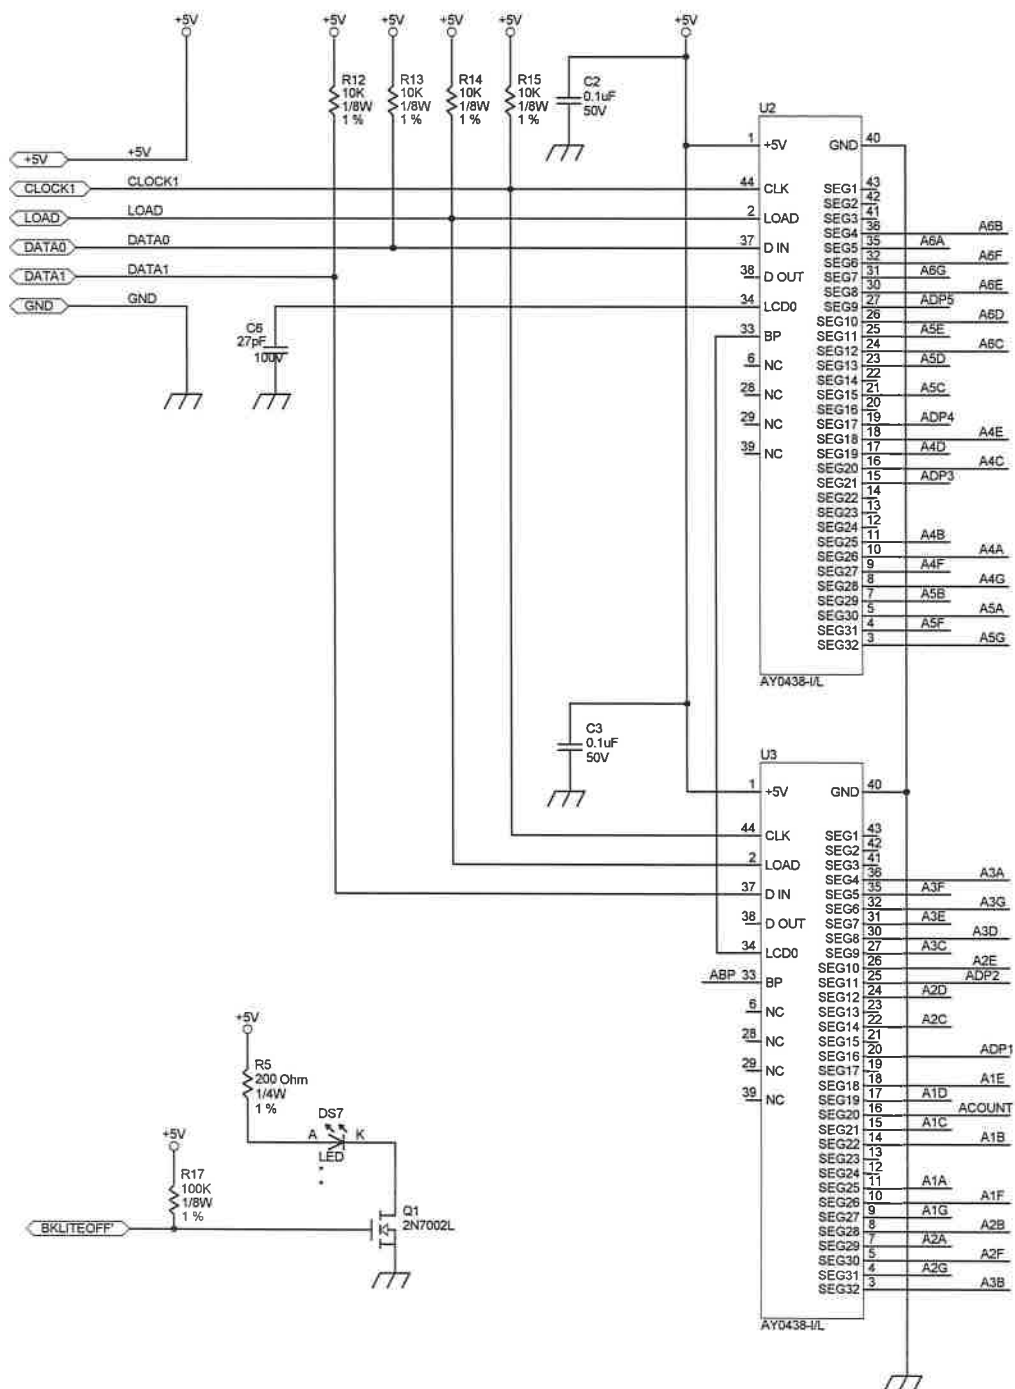 +5V +5V +5V +5V +5V +5V
R12
10K
1/8W
1 %
R13
10K
1/8W
1 %
R14
10K
1/8W
1 %
R15
10K
1/8W
1 %
C2
0.1uF
50V
+5V +5V
CLOCK1 CLOCK1
LOAD LOAD
DATA0 DATA0
DATA1 DATA1
GND GND
C6
27pF
100V
U2
1 +5V GND 40
44 CLK SEG1 43
SEG2 42
2 LOAD SEG3 41
SEG4 36 A6B
37 D IN SEG5 35 A6A
SEG6 32 A6F
38 D OUT SEG7 31 A6G
SEG8 30 A6E
34 LCD0 SEG9 27 ADP5
SEG10 26 A6D
33 BP SEG11 25 A5E
SEG12 24 A6C
6 NC SEG13 23 A5D
SEG14 22
28 NC SEG15 21 A5C
SEG16 20
29 NC SEG17 19 ADP4
SEG18 18 A4E
39 NC SEG19 17 A4D
SEG20 16 A4C
SEG21 15 ADP3
SEG22 14
SEG23 13
SEG24 12
SEG25 11 A4B
SEG26 10 A4A
SEG27 9 A4F
SEG28 8 A4G
SEG29 7 A5B
SEG30 5 A5A
SEG31 4 A5F
SEG32 3 A5G
AY0438-I/L
C3
0.1uF
50V
U3
1 +5V GND 40
44 CLK SEG1 43
SEG2 42
2 LOAD SEG3 41
SEG4 36 A3A
37 D IN SEG5 35 A3F
SEG6 32 A3G
38 D OUT SEG7 31 A3E
SEG8 30 A3D
34 LCD0 SEG9 27 A3C
SEG10 26 A2E
ABP 33 BP SEG11 25 ADP2
SEG12 24 A2D
6 NC SEG13 23
SEG14 22 A2C
28 NC SEG15 21
SEG16 20 ADP1
29 NC SEG17 19
SEG18 18 A1E
39 NC SEG19 17 A1D
SEG20 16 ACOUNT
SEG21 15 A1C
SEG22 14 A1B
SEG23 13
SEG24 12
SEG25 11 A1A
SEG26 10 A1F
SEG27 9 A1G
SEG28 8 A2B
SEG29 7 A2A
SEG30 5 A2F
SEG31 4 A2G
SEG32 3 A3B
AY0438-I/L
+5V
R5
200 Ohm
1/4W
1 %
DS7
A K
LED
+5V
R17
100K
1/8W
1 %
Q1
2N7002L
BKLITEOFF'